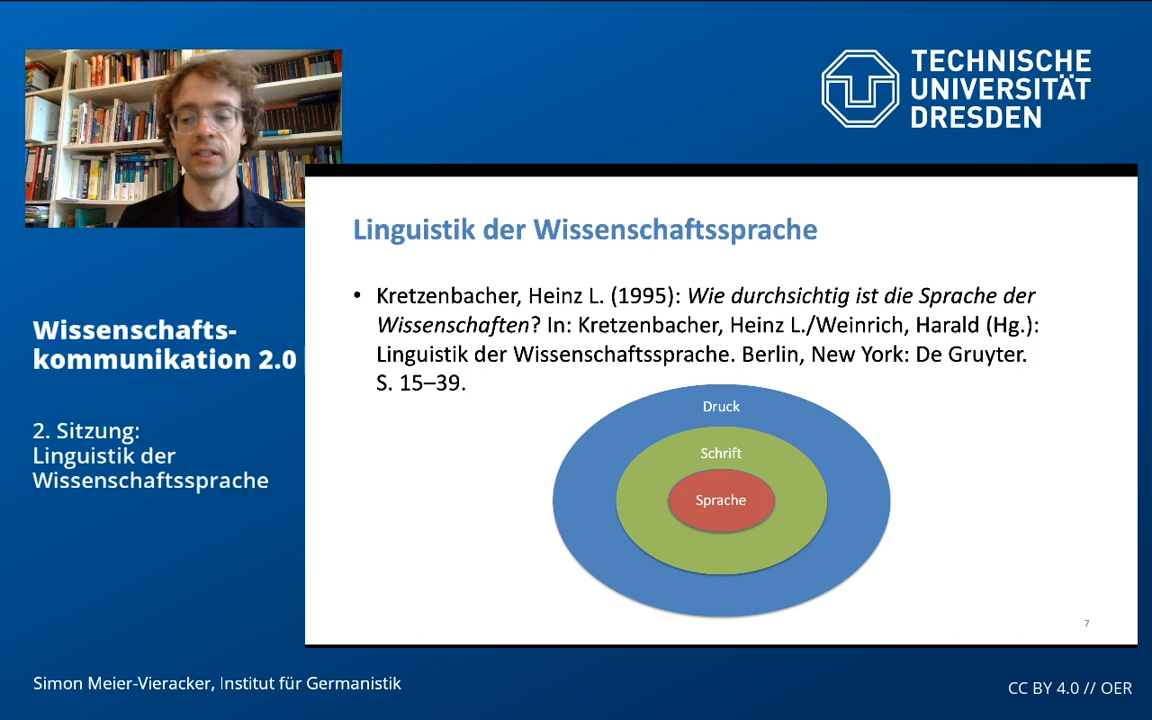 TECHNISCHE
UNIVERSITÄT
DRESDEN
Linguistik der Wissenschaftssprache
• Kretzenbacher, Heinz L. (1995): Wie durchsichtig ist die Sprache der
Wissenschaften? In: Kretzenbacher, Heinz L./Weinrich, Harald (Hg.):
Linguistik der Wissenschaftssprache. Berlin, New York: De Gruyter.
S. 15–39.
Druck
Schrift
Sprache
7
Wissenschafts-
kommunikation 2.0 |
2. Sitzung:
Linguistik der
Wissenschaftssprache
Simon Meier-Vieracker, Institut für Germanistik
CC BY 4.0 // OER